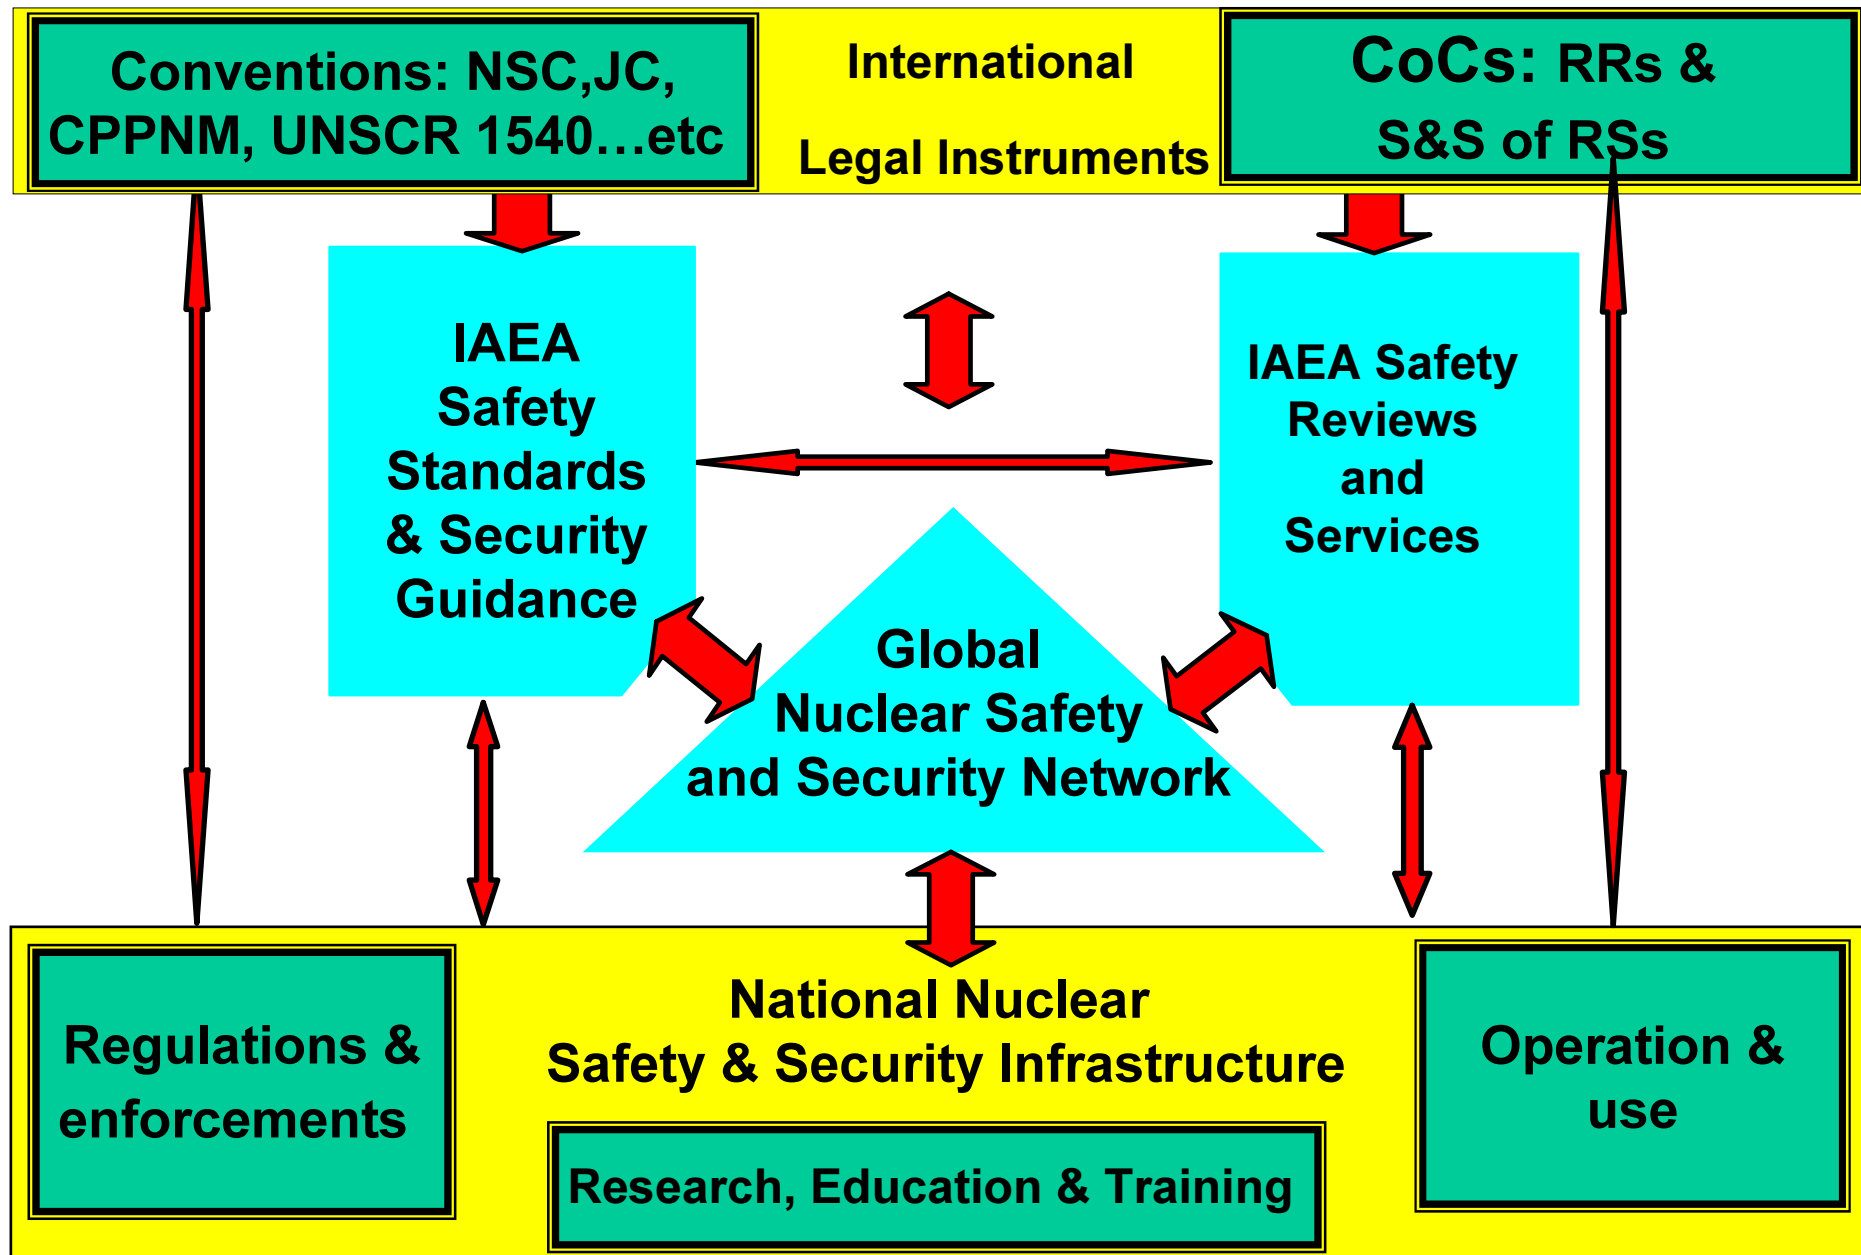 Conventions: NSC,JC,
CPPNM, UNSCR 1540…etc
International
Legal Instruments
CoCs: RRs &
S&S of RSs
IAEA
Safety
Standards
& Security
Guidance
IAEA Safety
Reviews
and
Services
Global
Nuclear Safety
and Security Network
National Nuclear
Safety & Security Infrastructure
Regulations &
enforcements
Research, Education & Training
Operation &
use